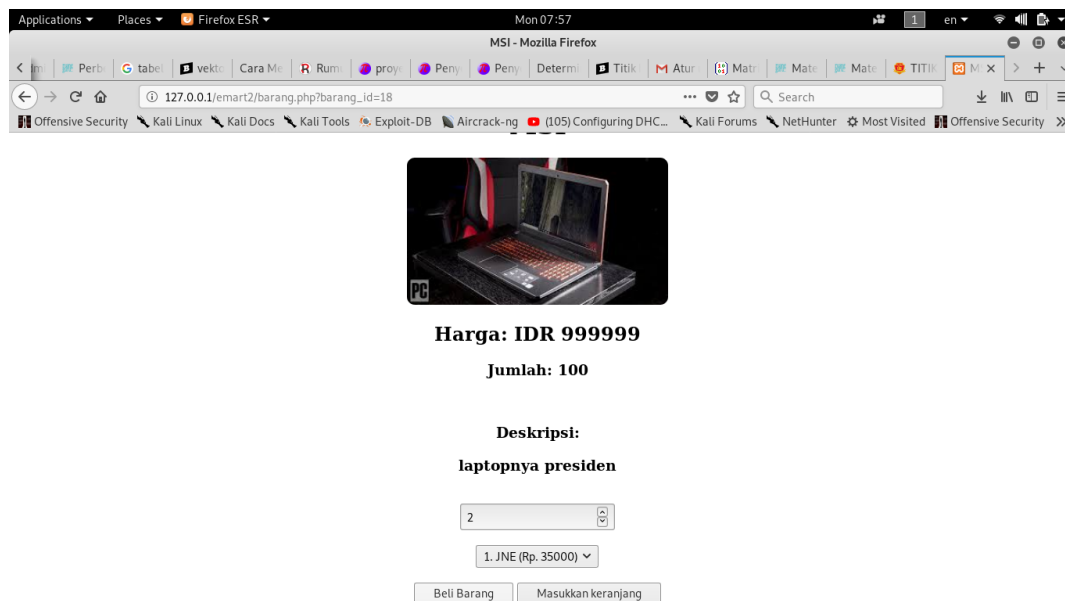 Applications Places Firefox ESR Mon 07:57 1 en
MSI - Mozilla Firefox
Perb G tabel vekt Cara Me Rum proye Peny Peny Determi Titik Atur Matr Mate Mate TITIK M
127.0.0.1/emart2/barang.php?barang_id=18 Search
Offensive Security Kali Linux Kali Docs Kali Tools Exploit-DB Aircrack-ng (105) Configuring DHC... Kali Forums NetHunter Most Visited Offensive Security
PC
Harga: IDR 999999
Jumlah: 100
Deskripsi:
laptopnya presiden
2
1. JNE (Rp. 35000)
Beli Barang Masukkan keranjang